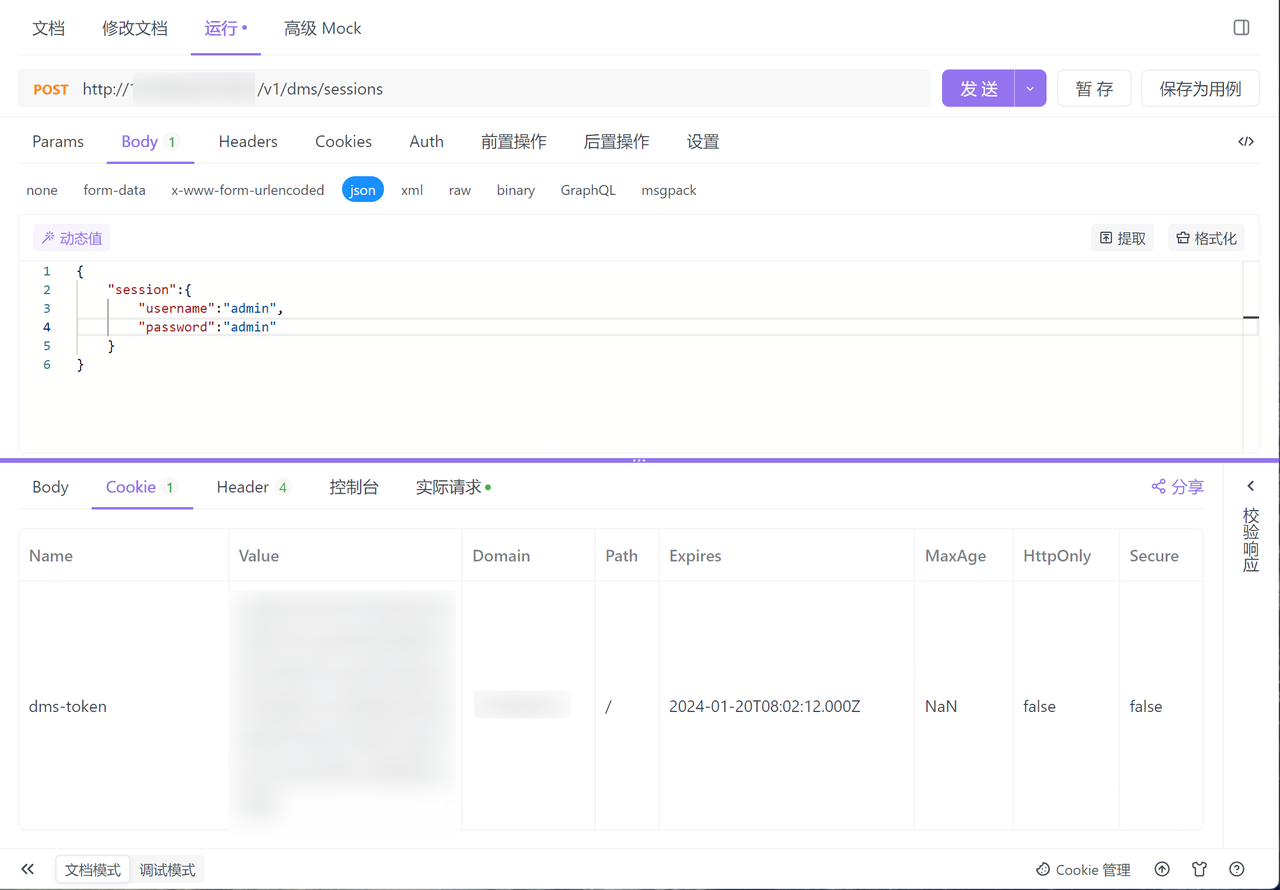 文档 修改文档 运行 高级 Mock
POST http://1 /v1/dms/sessions 发送 暂存 保存为用例
Params Body 1 Headers Cookies Auth 前置操作 后置操作 设置
none form-data x-www-form-urlencoded json xml raw binary GraphQL msgpack
动态值 提取 格式化
1 {
2 "session":{
3 "username":"admin",
4 "password":"admin"
5 }
6 }
Body Cookie 1 Header 4 控制台 实际请求 分享
校验响应
Name Value Domain Path Expires MaxAge HttpOnly Secure
dms-token / 2024-01-20T08:02:12.000Z NaN false false
文档模式 调试模式 Cookie 管理